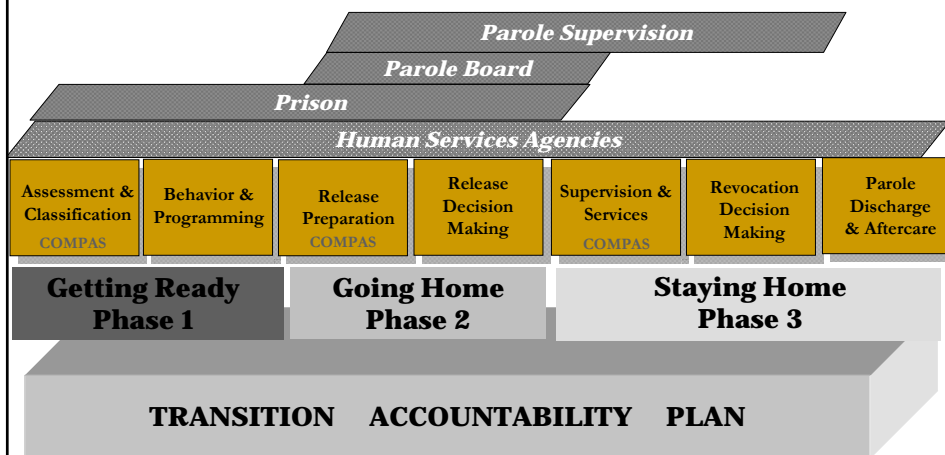 Parole Supervision
Parole Board
Prison
Human Services Agencies
Assessment &
Classification
COMPAS
Behavior &
Programming
Release
Preparation
COMPAS
Release
Decision
Making
Supervision &
Services
COMPAS
Revocation
Decision
Making
Parole
Discharge
& Aftercare
Getting Ready
Phase 1
Going Home
Phase 2
Staying Home
Phase 3
TRANSITION ACCOUNTABILITY PLAN